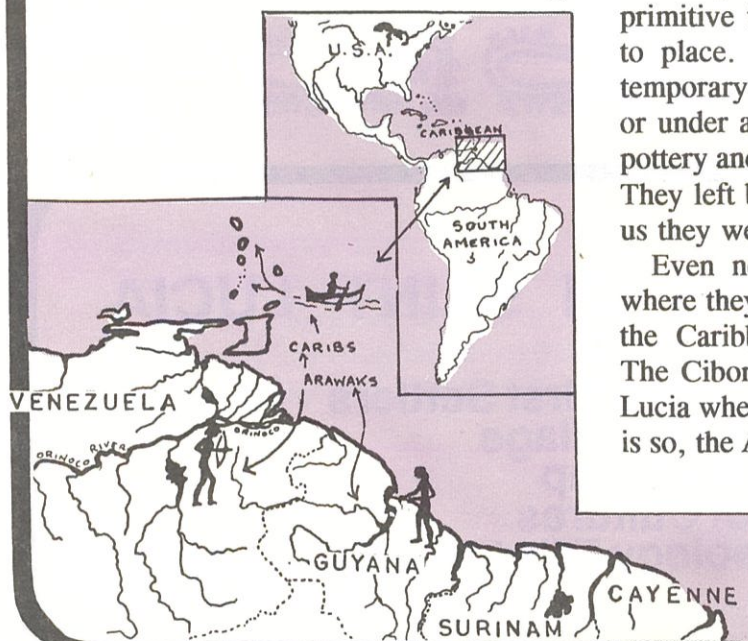 U.S.A.
CARIBBEAN
SOUTH
AMERICA
CARIBS
ARAWAKS
VENEZUELA
ORINOCO RIVER
ORINOCO
GUYANA
SURINAM
CAYENNE
primitive
to place.
temporary
or under a
pottery and
They left b
us they we
Even n
where they
the Caribb
The Cibon
Lucia whe
is so, the A